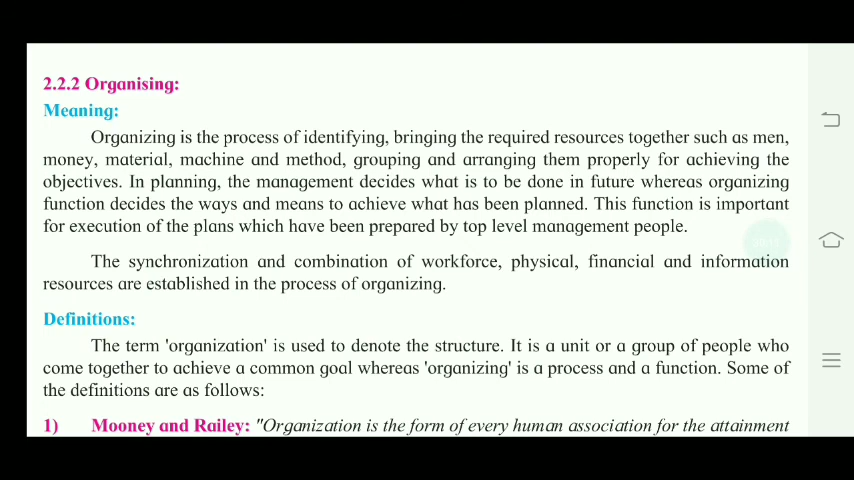 2.2.2 Organising:
Meaning:
Organizing is the process of identifying, bringing the required resources together such as men,
money, material, machine and method, grouping and arranging them properly for achieving the
objectives. In planning, the management decides what is to be done in future whereas organizing
function decides the ways and means to achieve what has been planned. This function is important
for execution of the plans which have been prepared by top level management people.
The synchronization and combination of workforce, physical, financial and information
resources are established in the process of organizing.
Definitions:
The term 'organization' is used to denote the structure. It is a unit or a group of people who
come together to achieve a common goal whereas 'organizing' is a process and a function. Some of
the definitions are as follows:
1) Mooney and Railey: "Organization is the form of every human association for the attainment